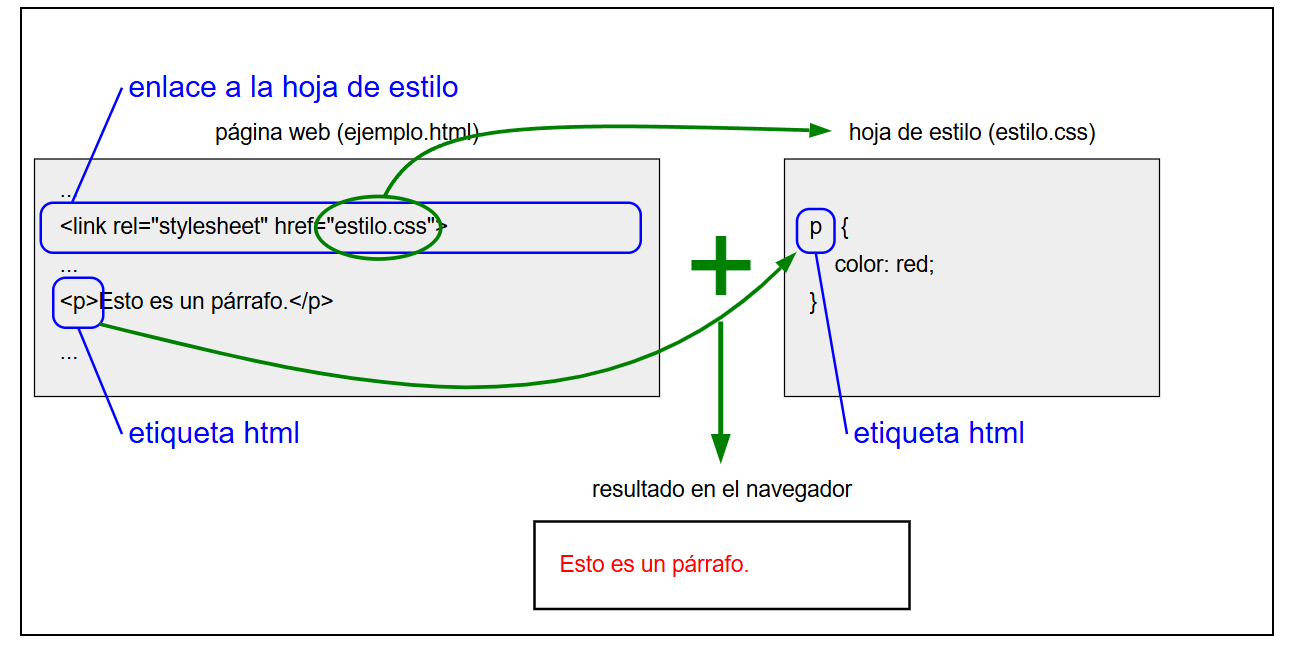 enlace a la hoja de estilo
página web (ejemplo.html)
...
<link rel="stylesheet" href="estilo.css">
...
<p>Esto es un párrafo.</p>
...
etiqueta html
hoja de estilo (estilo.css)
p {
color: red;
}
etiqueta html
+
resultado en el navegador
Esto es un párrafo.